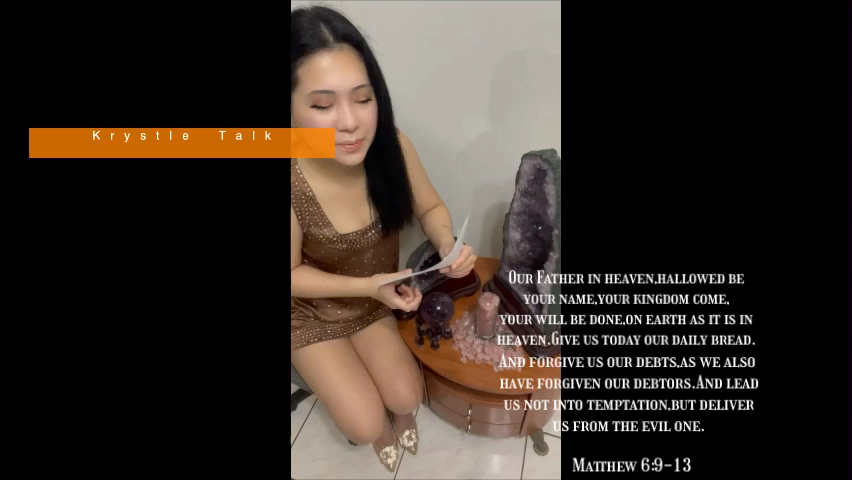 Krystle Talk
Our Father in heaven,hallowed be
your name,your kingdom come,
your will be done,on earth as it is in
heaven.Give us today our daily bread.
And forgive us our debts,as we also
have forgiven our debtors.And lead
us not into temptation,but deliver
us from the evil one.
Matthew 6:9-13